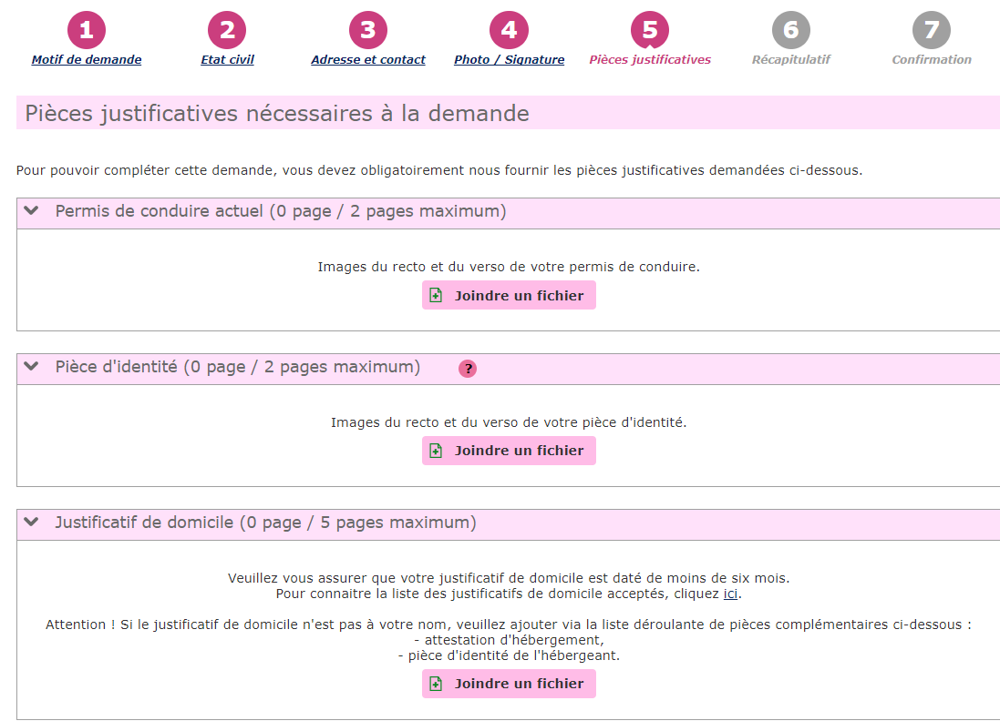 1 2 3 4 5 6 7
Motif de demande Etat civil Adresse et contact Photo / Signature Pièces justificatives Récapitulatif Confirmation
Pièces justificatives nécessaires à la demande
Pour pouvoir compléter cette demande, vous devez obligatoirement nous fournir les pièces justificatives demandées ci-dessous.
Permis de conduire actuel (0 page / 2 pages maximum)
Images du recto et du verso de votre permis de conduire.
Joindre un fichier
Pièce d'identité (0 page / 2 pages maximum) ?
Images du recto et du verso de votre pièce d'identité.
Joindre un fichier
Justificatif de domicile (0 page / 5 pages maximum)
Veuillez vous assurer que votre justificatif de domicile est daté de moins de six mois.
Pour connaitre la liste des justificatifs de domicile acceptés, cliquez ici.
Attention ! Si le justificatif de domicile n'est pas à votre nom, veuillez ajouter via la liste déroulante de pièces complémentaires ci-dessous :
- attestation d'hébergement,
- pièce d'identité de l'hébergeant.
Joindre un fichier